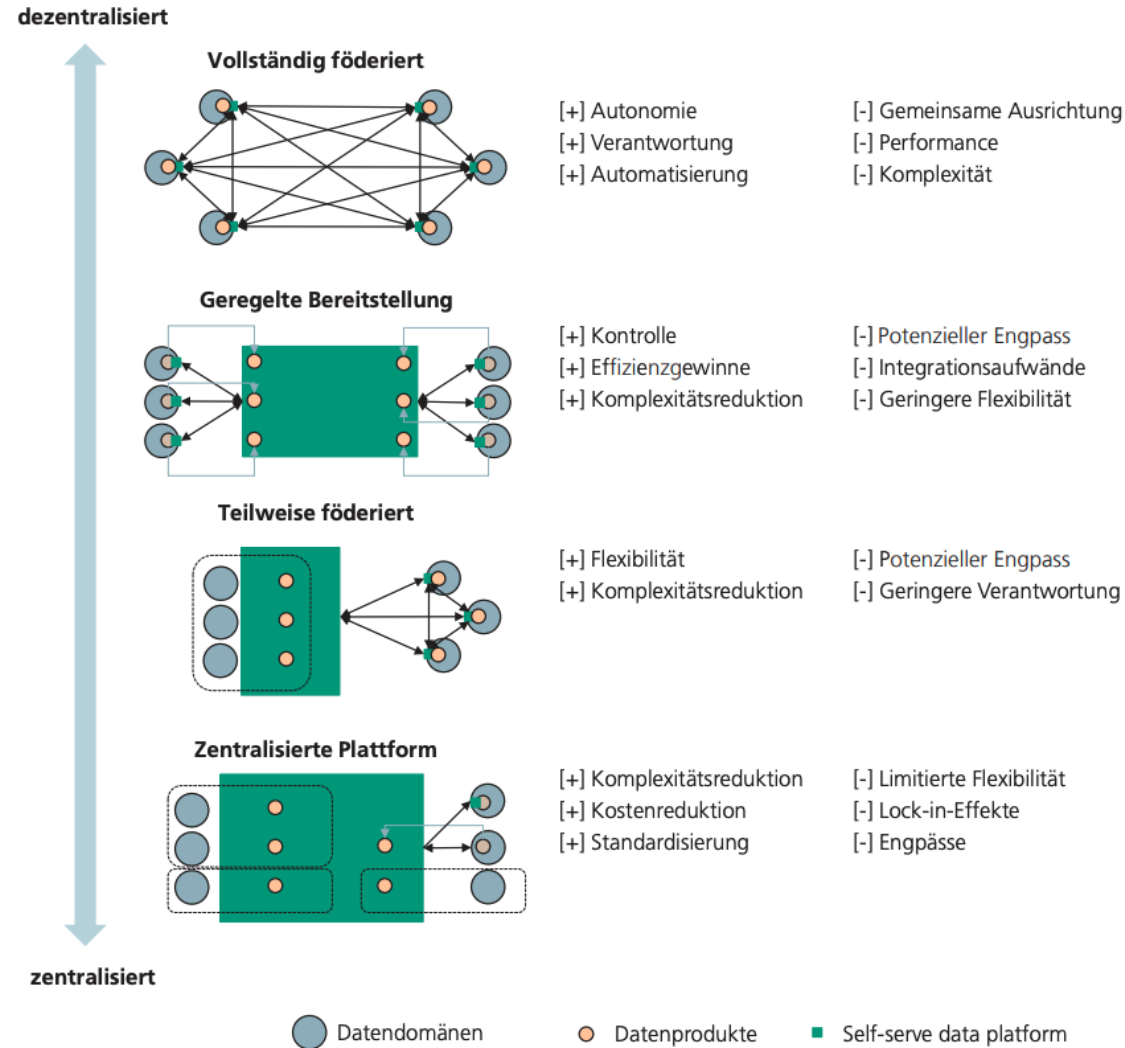 dezentralisiert
Vollständig föderiert
[+] Autonomie
[+] Verantwortung
[+] Automatisierung
[-] Gemeinsame Ausrichtung
[-] Performance
[-] Komplexität
Geregelte Bereitstellung
[+] Kontrolle
[+] Effizienzgewinne
[+] Komplexitätsreduktion
[-] Potenzieller Engpass
[-] Integrationsaufwände
[-] Geringere Flexibilität
Teilweise föderiert
[+] Flexibilität
[+] Komplexitätsreduktion
[-] Potenzieller Engpass
[-] Geringere Verantwortung
Zentralisierte Plattform
[+] Komplexitätsreduktion
[+] Kostenreduktion
[+] Standardisierung
[-] Limitierte Flexibilität
[-] Lock-in-Effekte
[-] Engpässe
zentralisiert
Datendomänen
Datenprodukte
Self-serve data platform